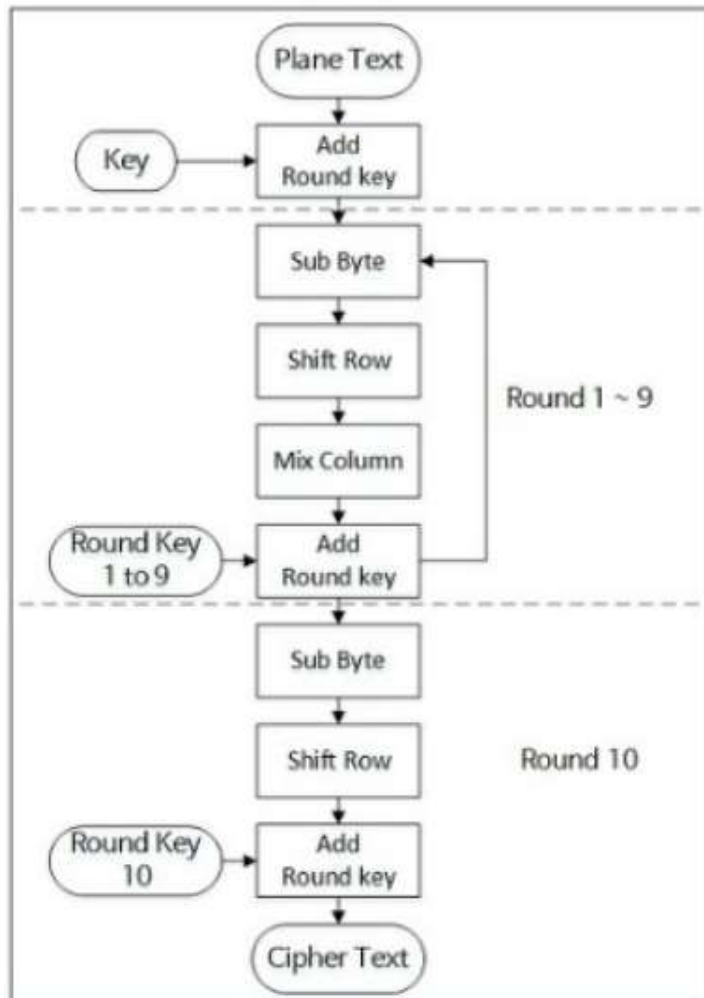 Plane Text
Key
Add
Round key
Sub Byte
Shift Row
Round 1 ~ 9
Mix Column
Round Key
1 to 9
Add
Round key
Sub Byte
Shift Row
Round 10
Round Key
10
Add
Round key
Cipher Text